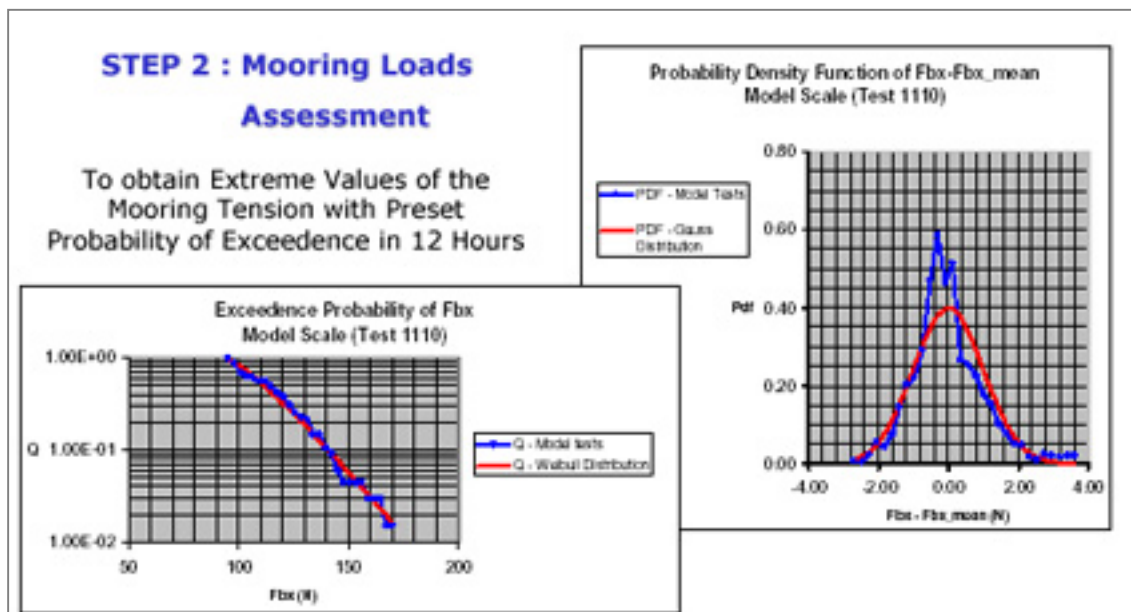 STEP 2 : Mooring Loads
Assessment
To obtain Extreme Values of the
Mooring Tension with Preset
Probability of Exceedence in 12 Hours
Probability Density Function of Fbx-Fbx_mean
Model Scale (Test 1110)
0.80
0.60
0.40
0.20
0.00
Pdf
-4.00
-2.00
0.00
2.00
4.00
Fbx - Fbx_mean (N)
PDF - Model Tests
PDF - Gauss
Distribution
Exceedence Probability of Fbx
Model Scale (Test 1110)
1.00E+00
1.00E-01
1.00E-02
Q
50
100
150
200
Fbx (N)
Q - Model tests
Q - Weibull Distribution